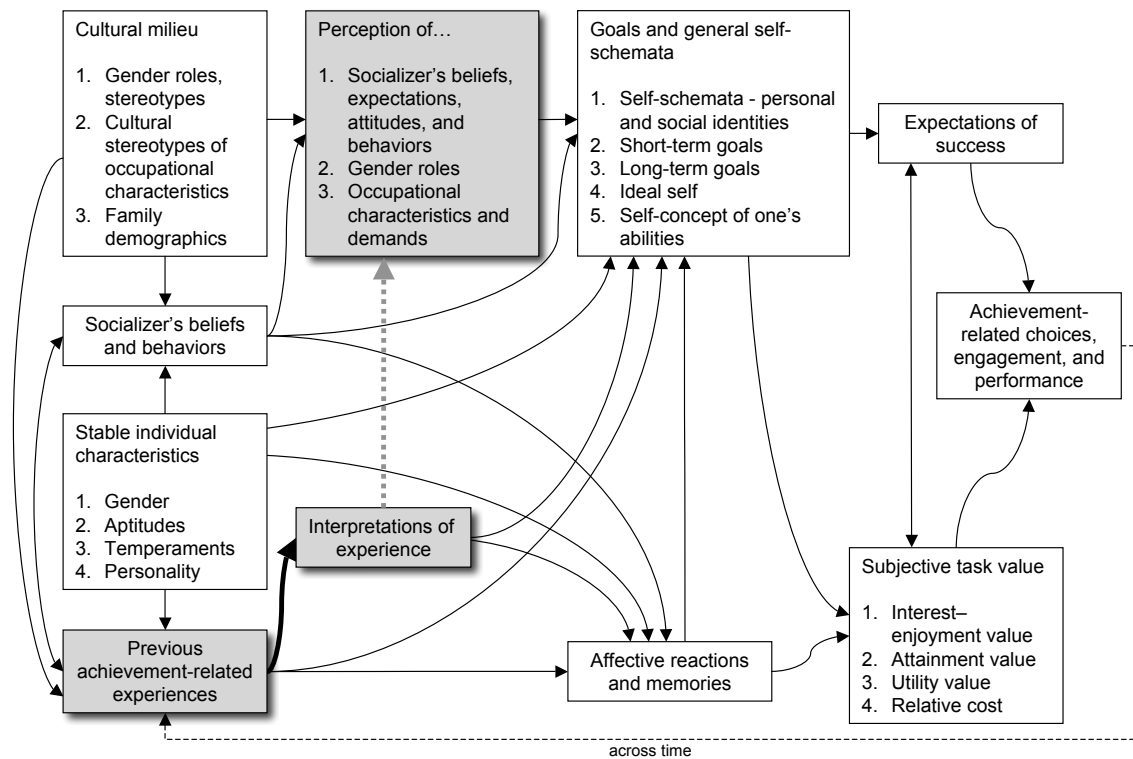 Cultural milieu
1. Gender roles,
stereotypes
2. Cultural
stereotypes of
occupational
characteristics
3. Family
demographics
Perception of…
1. Socializer's beliefs,
expectations,
attitudes, and
behaviors
2. Gender roles
3. Occupational
characteristics and
demands
Goals and general self-
schemata
1. Self-schemata - personal
and social identities
2. Short-term goals
3. Long-term goals
4. Ideal self
5. Self-concept of one's
abilities
Expectations of
success
Socializer's beliefs
and behaviors
Achievement-
related choices,
engagement, and
performance
Stable individual
characteristics
1. Gender
2. Aptitudes
3. Temperaments
4. Personality
Interpretations of
experience
Subjective task value
1. Interest–
enjoyment value
2. Attainment value
3. Utility value
4. Relative cost
Previous
achievement-related
experiences
Affective reactions
and memories
across time